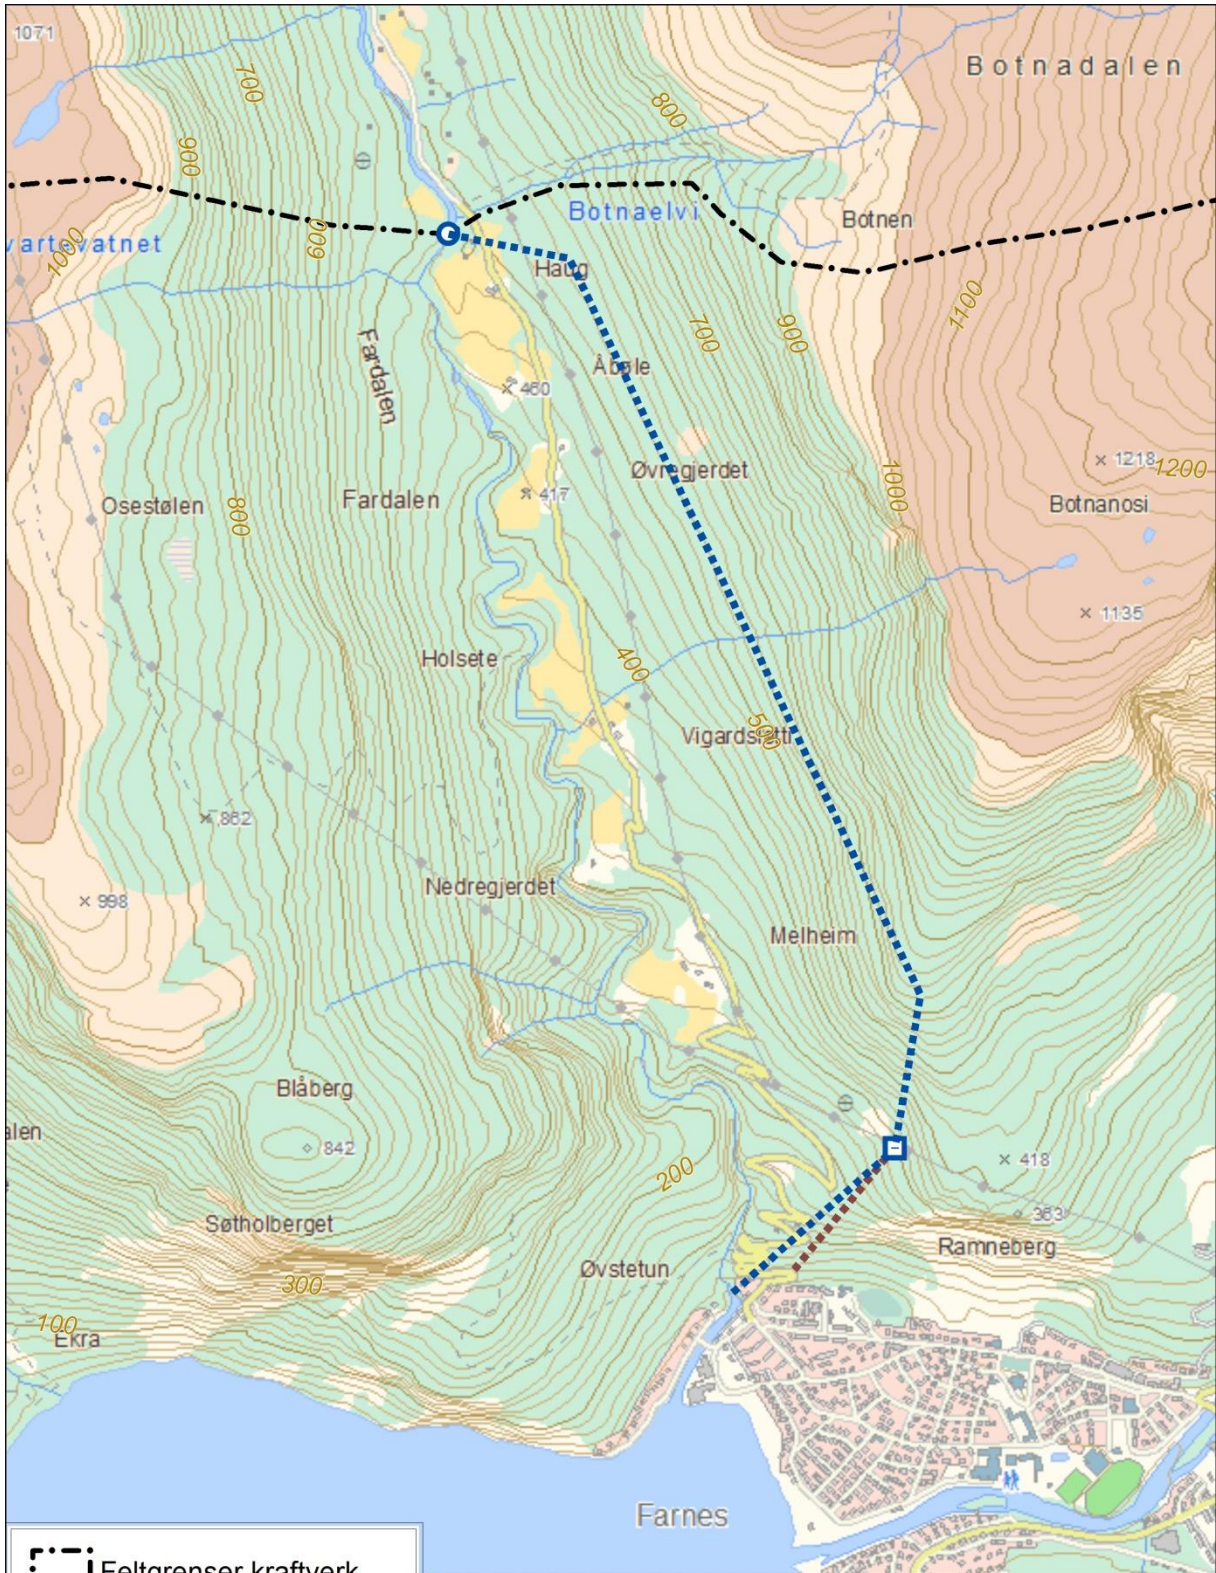 1071
Botnadalen
700
800
900
Botnaelvi
Botnen
600
vartevatnet
1000
Haug
1100
700
900
Fardalen
Åbøle
460
1218
1200
Øvregjerdet
1000
417
Fardalen
Osestølen
800
Botnanosi
1135
Holsete
400
Vigardsletti
500
862
Nedregjerdet
998
Melheim
Blåberg
alen
842
418
200
363
Søtholberget
Ramneberg
Øvstetun
300
100
Ekra
Farnes
Feltgrenser kraftverk